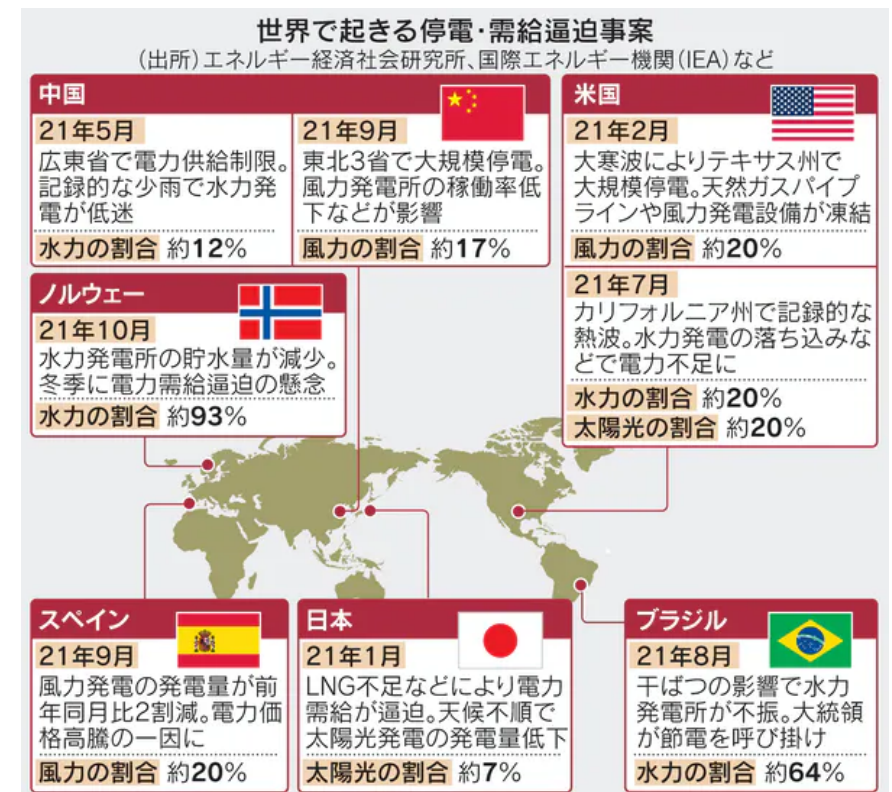 世界で起きる停電・需給逼迫事案
（出所）エネルギー経済社会研究所、国際エネルギー機関（IEA）など
中国
21年5月
広東省で電力供給制限。
記録的な少雨で水力発
電が低迷
水力の割合 約12%
21年9月
東北3省で大規模停電。
風力発電所の稼働率低
下などが影響
風力の割合 約17%
米国
21年2月
大寒波によりテキサス州で
大規模停電。天然ガスパイプ
ラインや風力発電設備が凍結
風力の割合 約20%
21年7月
カリフォルニア州で記録的な
熱波。水力発電の落ち込みな
どで電力不足に
水力の割合 約20%
太陽光の割合 約20%
ノルウェー
21年10月
水力発電所の貯水量が減少。
冬季に電力需給逼迫の懸念
水力の割合 約93%
スペイン
21年9月
風力発電の発電量が前
年同月比2割減。電力価
格高騰の一因に
風力の割合 約20%
日本
21年1月
LNG不足などにより電力
需給が逼迫。天候不順で
太陽光発電の発電量低下
太陽光の割合 約7%
ブラジル
21年8月
干ばつの影響で水力
発電所が不振。大統領
が節電を呼び掛け
水力の割合 約64%